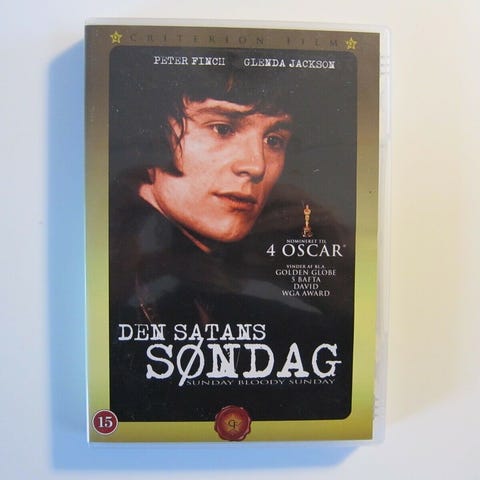 CRITERION FILM
PETER FINCH GLENDA JACKSON
NOMINERET TIL
4 OSCAR
VINDER AF BL.A.
GOLDEN GLOBE
5 BAFTA
DAVID
WGA AWARD
DEN SATANS
SØNDAG
SUNDAY BLOODY SUNDAY
15